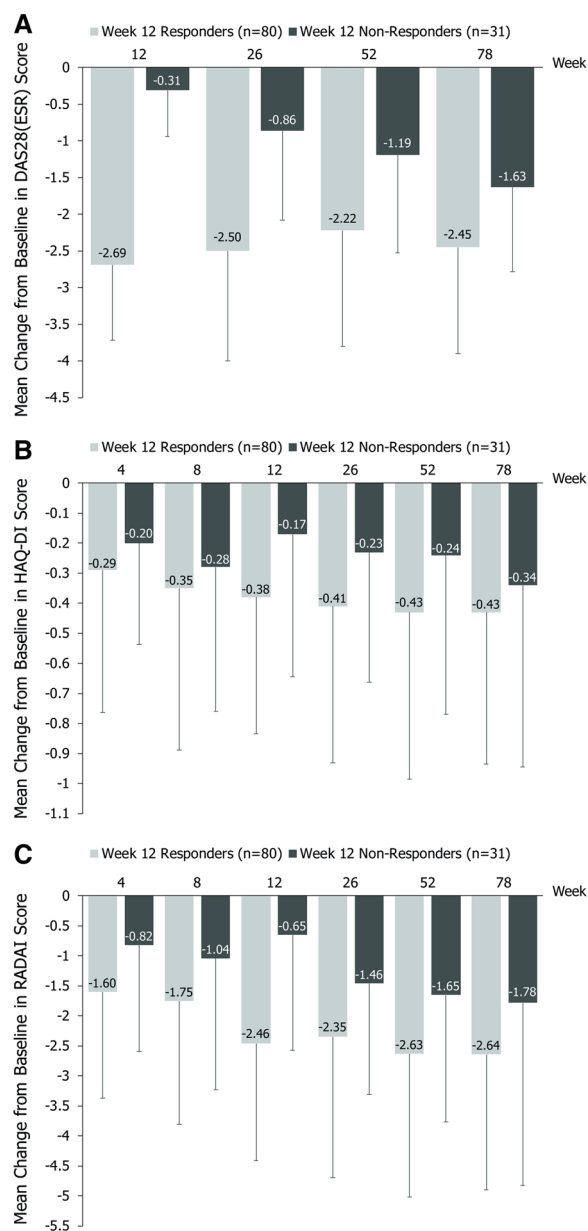 A
Week 12 Responders (n=80) Week 12 Non-Responders (n=31)
12 26 52 78 Week
Mean Change from Baseline in DAS28(ESR) Score
0
-0.5
-1
-1.5
-2
-2.5
-3
-3.5
-4
-4.5
-2.69 -0.31 -2.50 -0.86 -2.22 -1.19 -2.45 -1.63
B
Week 12 Responders (n=80) Week 12 Non-Responders (n=31)
4 8 12 26 52 78 Week
Mean Change from Baseline in HAQ-DI Score
0
-0.1
-0.2
-0.3
-0.4
-0.5
-0.6
-0.7
-0.8
-0.9
-1
-1.1
-0.29 -0.20 -0.35 -0.28 -0.38 -0.17 -0.41 -0.23 -0.43 -0.24 -0.43 -0.34
C
Week 12 Responders (n=80) Week 12 Non-Responders (n=31)
4 8 12 26 52 78 Week
Mean Change from Baseline in RADAI Score
0
-0.5
-1
-1.5
-2
-2.5
-3
-3.5
-4
-4.5
-5
-5.5
-1.60 -0.82 -1.75 -1.04 -2.46 -0.65 -2.35 -1.46 -2.63 -1.65 -2.64 -1.78